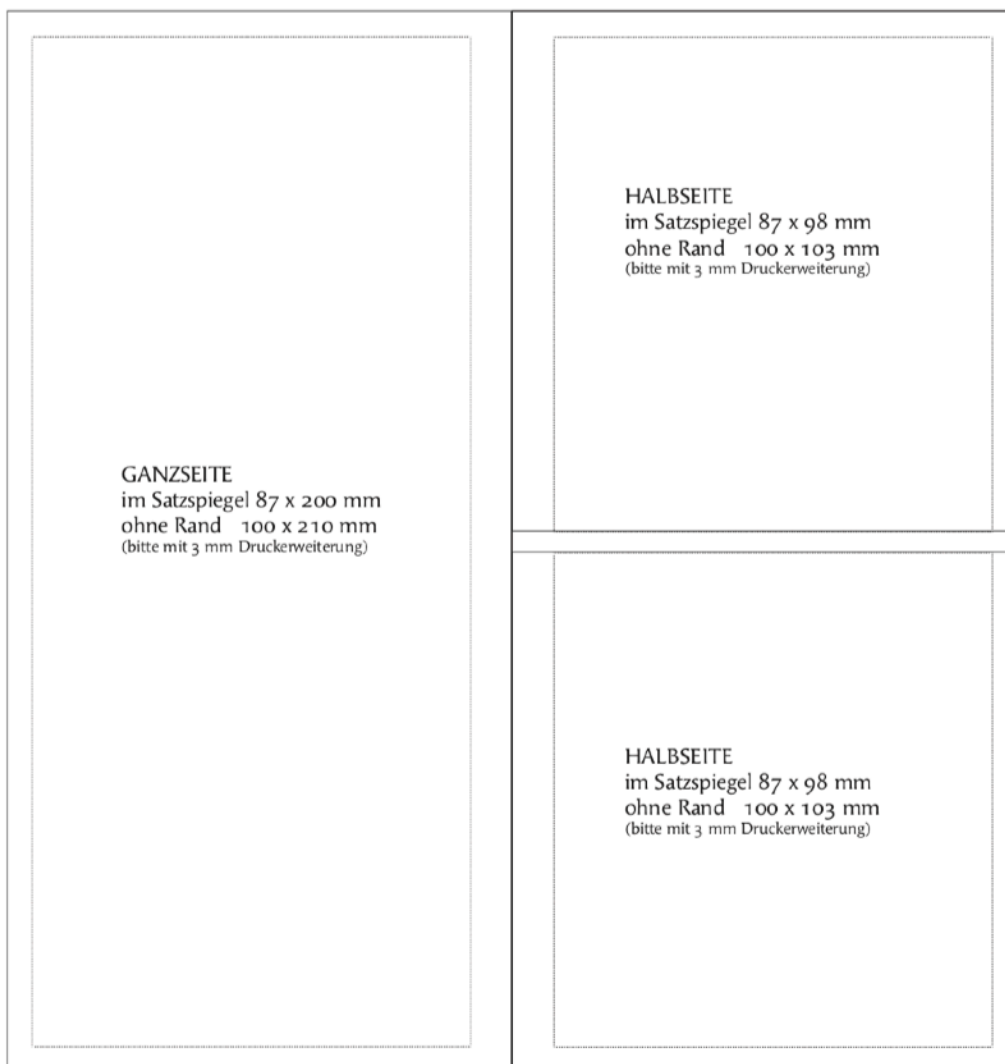 GANZSEITE
im Satzspiegel 87 x 200 mm
ohne Rand 100 x 210 mm
(bitte mit 3 mm Druckerweiterung)
HALBSEITE
im Satzspiegel 87 x 98 mm
ohne Rand 100 x 103 mm
(bitte mit 3 mm Druckerweiterung)
HALBSEITE
im Satzspiegel 87 x 98 mm
ohne Rand 100 x 103 mm
(bitte mit 3 mm Druckerweiterung)